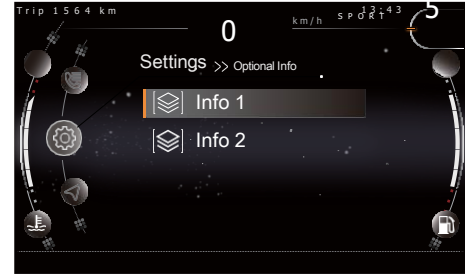 Trip 1564 km
0
km/h
SPORT
13:43
5
Settings >> Optional Info
Info 1
Info 2